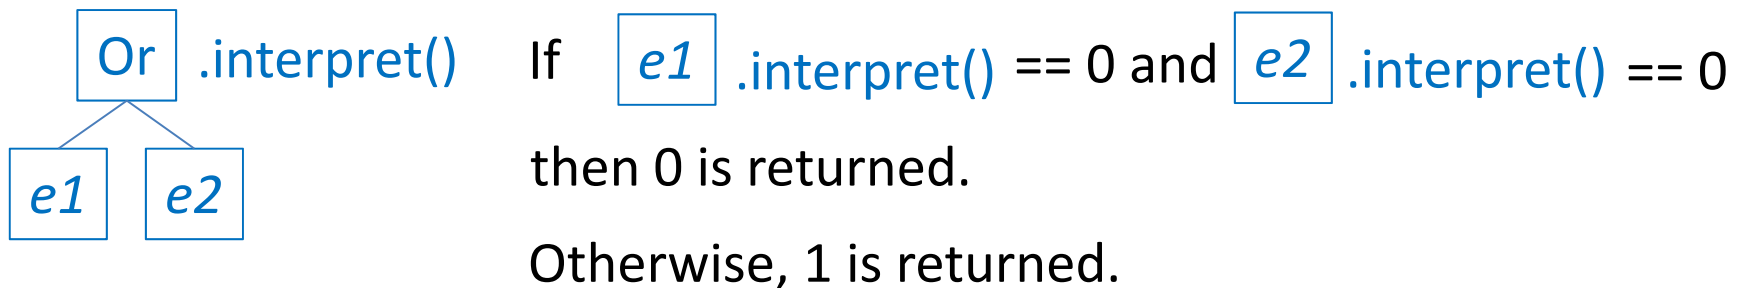 Or .interpret() If e1 .interpret() == 0 and e2 .interpret() == 0
e1 e2 then 0 is returned.
Otherwise, 1 is returned.